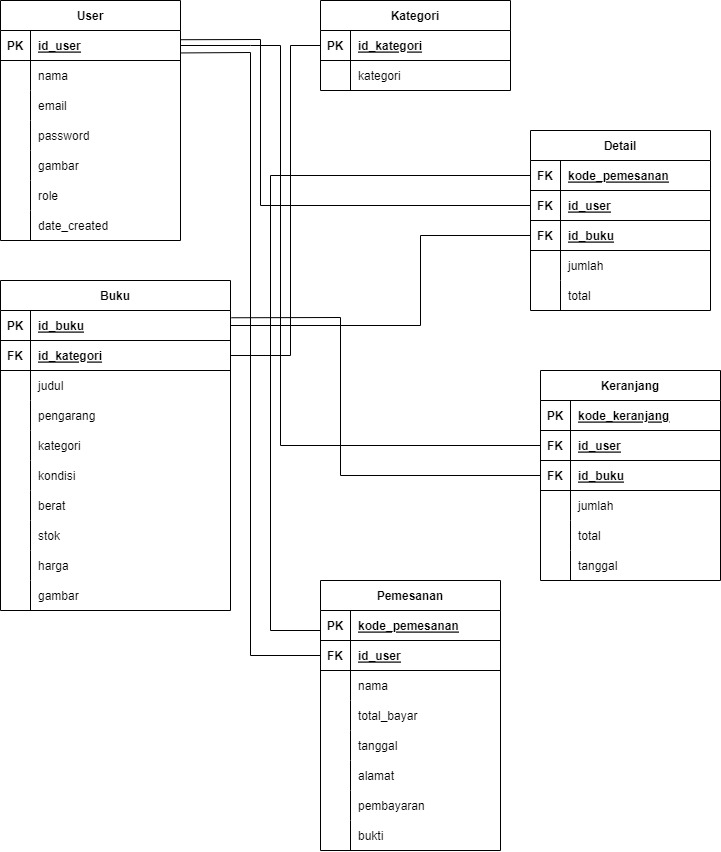 User
PK id_user
nama
email
password
gambar
role
date_created
Kategori
PK id_kategori
kategori
Detail
FK kode_pemesanan
FK id_user
FK id_buku
jumlah
total
Buku
PK id_buku
FK id_kategori
judul
pengarang
kategori
kondisi
berat
stok
harga
gambar
Keranjang
PK kode_keranjang
FK id_user
FK id_buku
jumlah
total
tanggal
Pemesanan
PK kode_pemesanan
FK id_user
nama
total_bayar
tanggal
alamat
pembayaran
bukti